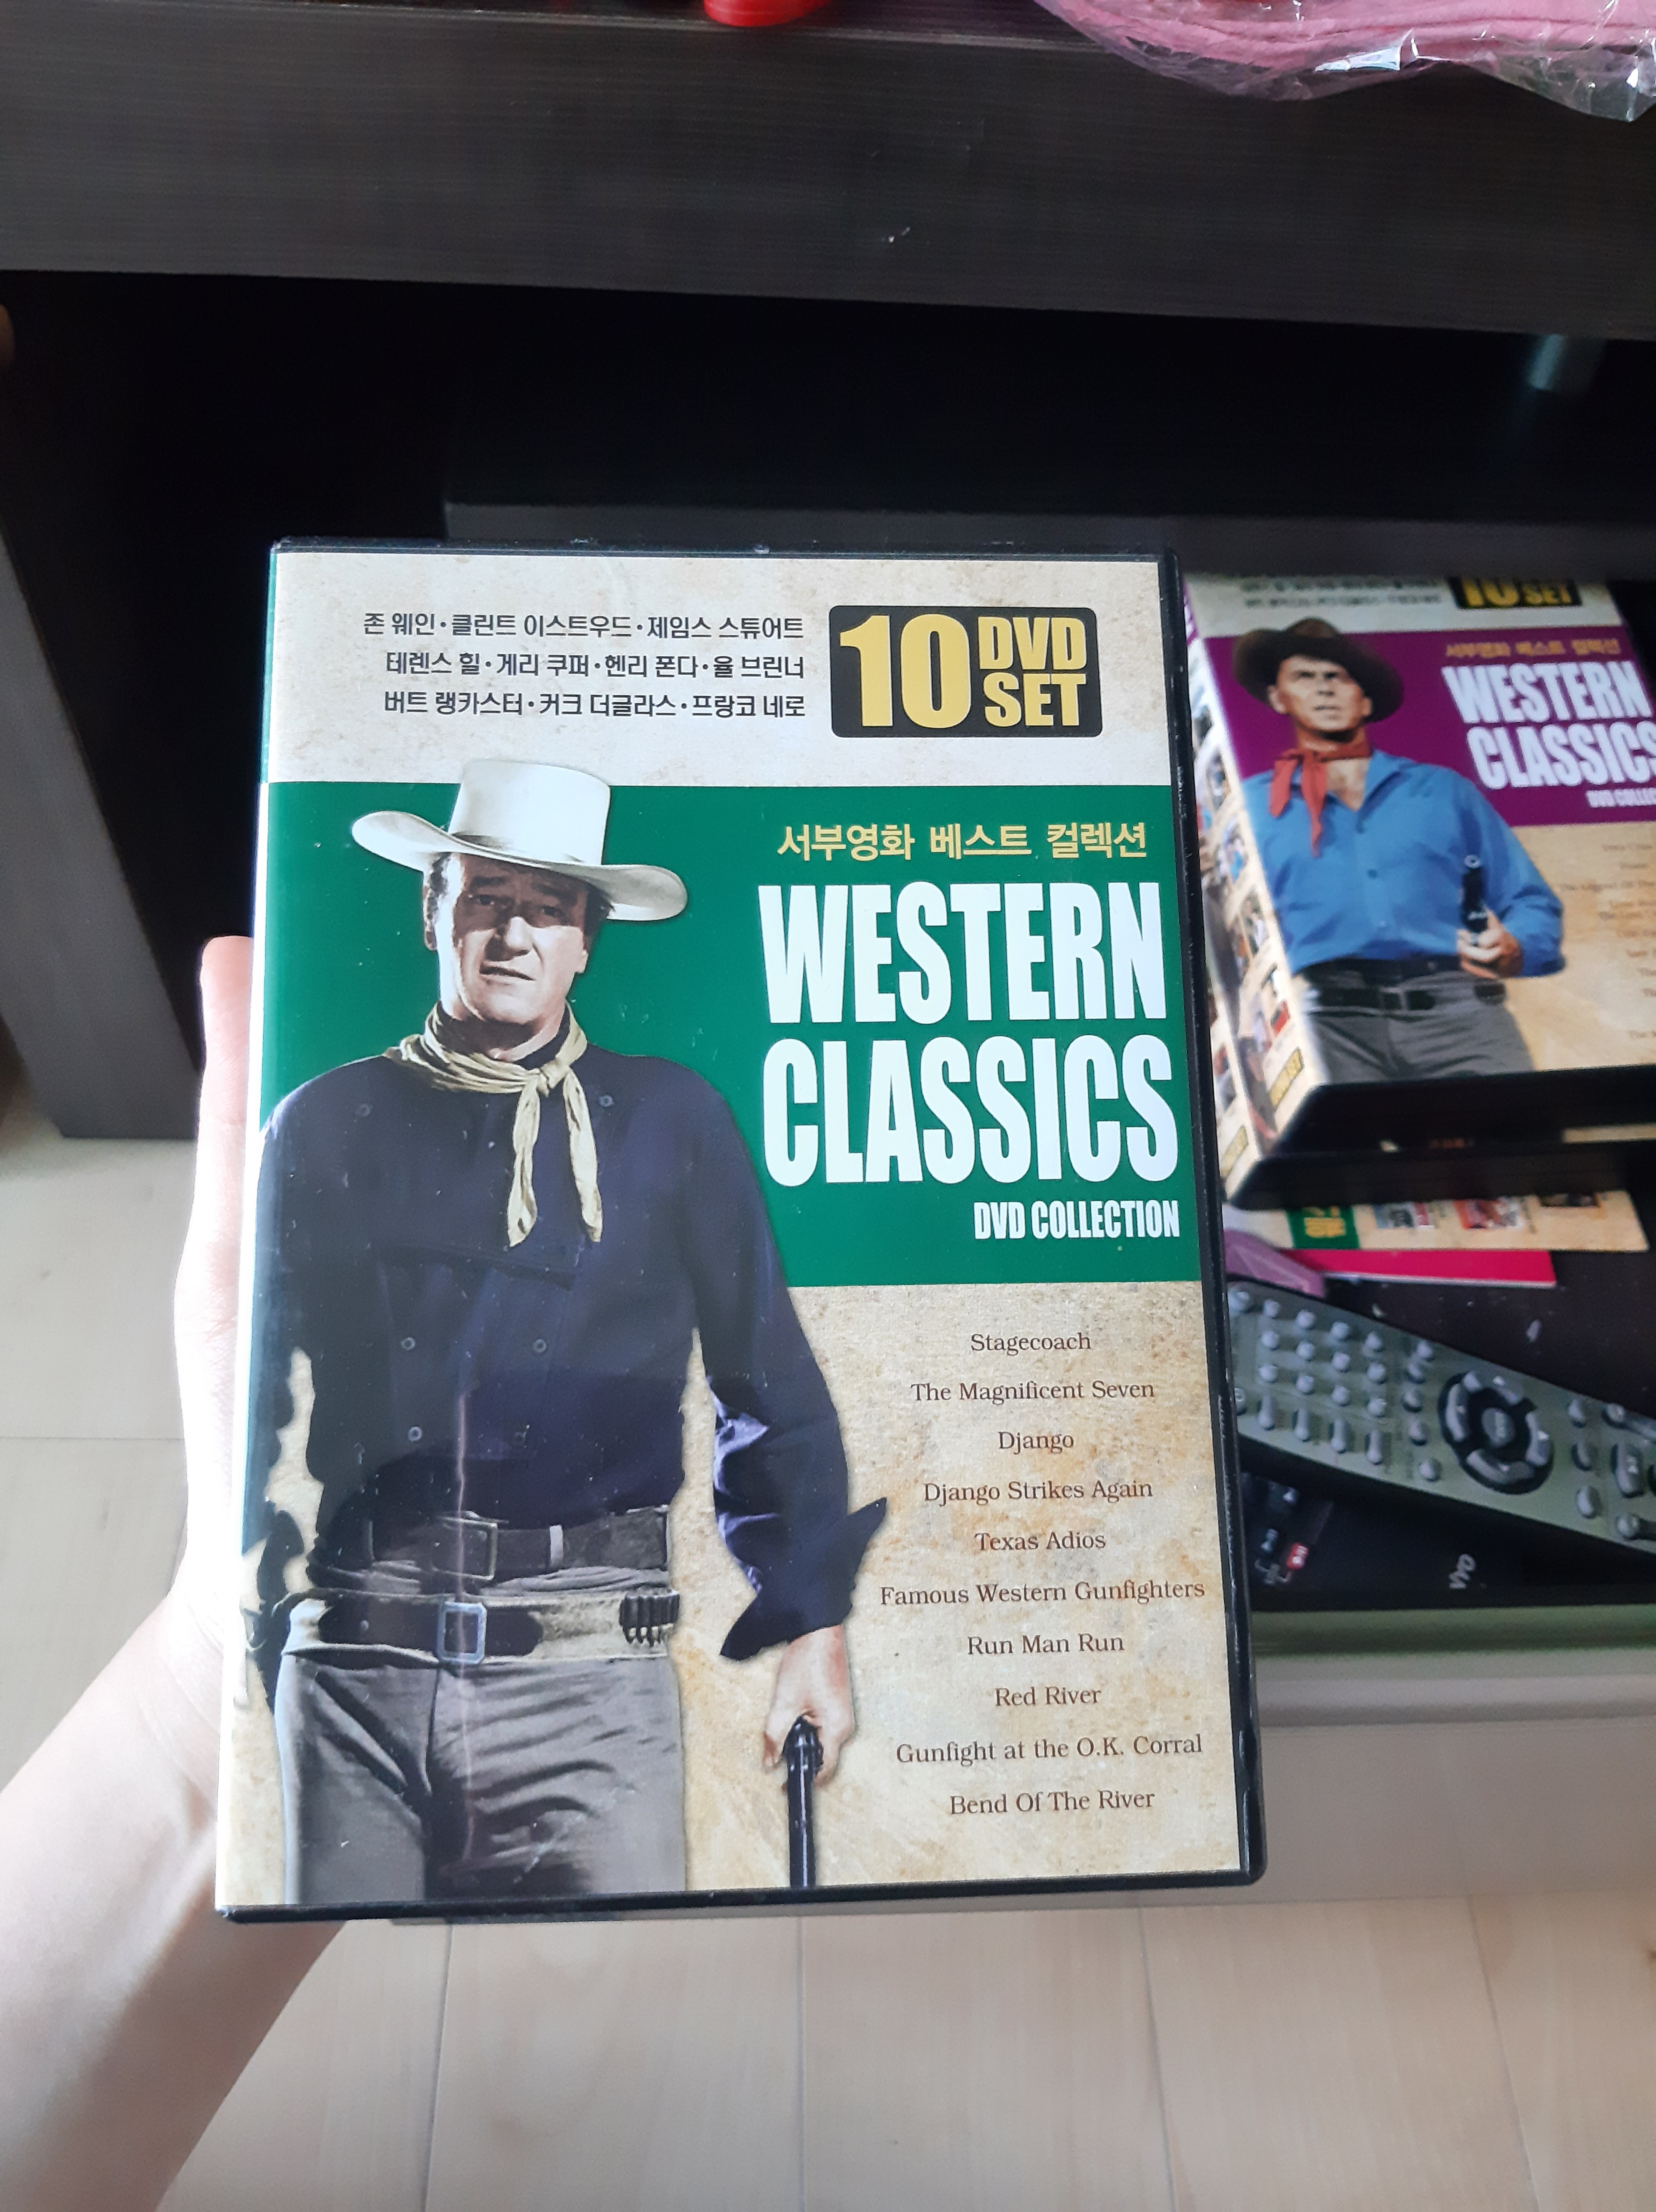 존 웨인·클린트 이스트우드·제임스 스튜어트
테렌스 힐·게리 쿠퍼·헨리 폰다·율 브린너
버트 랭카스터·커크 더글라스·프랑코 네로
10 DVD
SET
서부영화 베스트 컬렉션
WESTERN
CLASSICS
DVD COLLECTION
Stagecoach
The Magnificent Seven
Django
Django Strikes Again
Texas Adios
Famous Western Gunfighters
Run Man Run
Red River
Gunfight at the O.K. Corral
Bend Of The River
10 SET
서부영화 베스트 컬렉션
WESTERN
CLASSICS
DVD